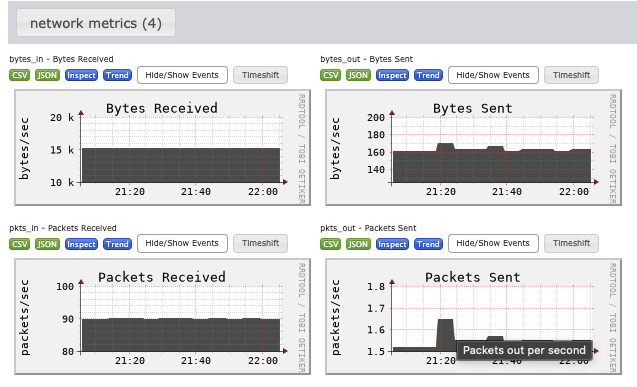 network metrics (4)
bytes_in - Bytes Received
CSV JSON Inspect Trend Hide/Show Events Timeshift
Bytes Received
RRDTOOL / TOBI OETIKER
bytes/sec
20 k
15 k
10 k
21:20 21:40 22:00
bytes_out - Bytes Sent
CSV JSON Inspect Trend Hide/Show Events Timeshift
Bytes Sent
RRDTOOL / TOBI OETIKER
bytes/sec
200
180
160
140
21:20 21:40 22:00
pkts_in - Packets Received
CSV JSON Inspect Trend Hide/Show Events Timeshift
Packets Received
RRDTOOL / TOBI OETIKER
packets/sec
100
90
80
21:20 21:40 22:00
pkts_out - Packets Sent
CSV JSON Inspect Trend Hide/Show Events Timeshift
Packets Sent
RRDTOOL / TOBI OETIKER
packets/sec
1.8
1.7
1.6
1.5
Packets out per second
21:20 21:40 22:00